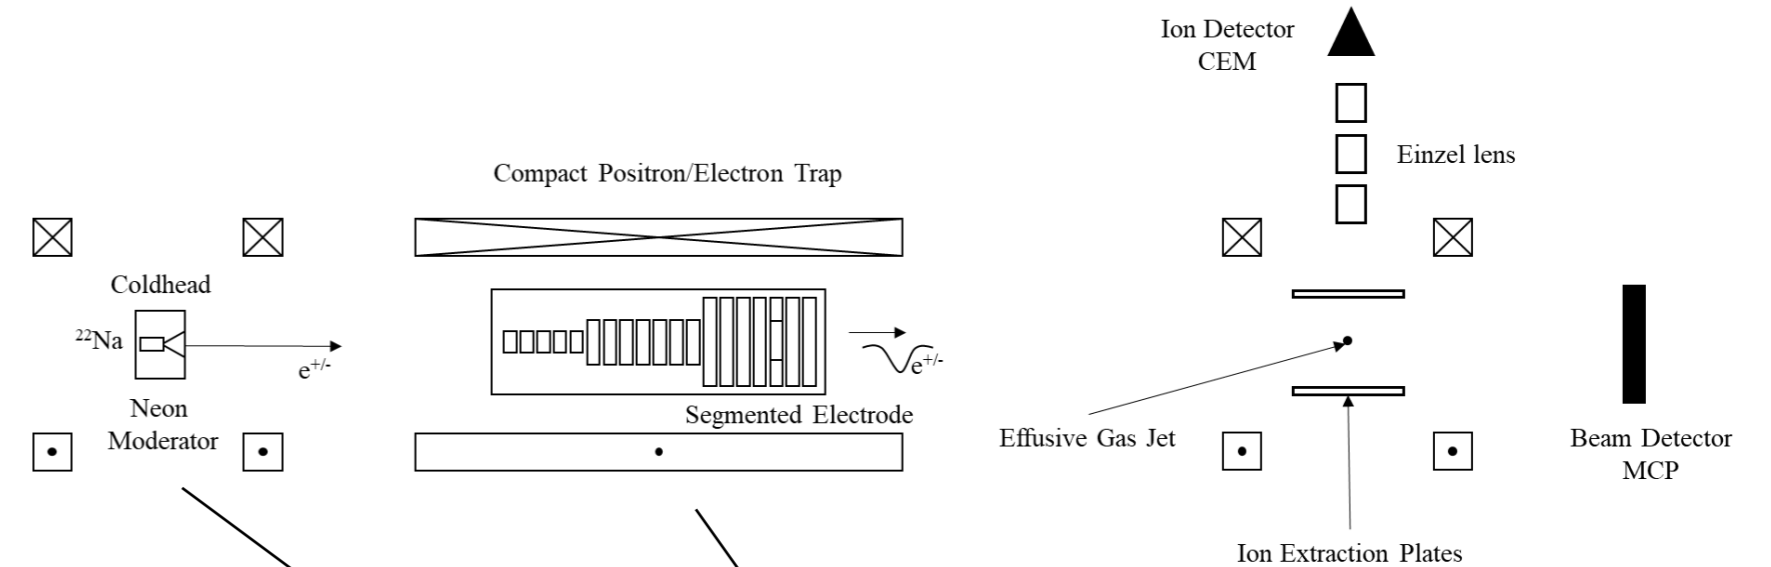 Ion Detector
CEM
Einzel lens
Compact Positron/Electron Trap
Coldhead
²²Na
e⁺/⁻
Neon
Moderator
e⁺/⁻
Segmented Electrode
Effusive Gas Jet
Beam Detector
MCP
Ion Extraction Plates